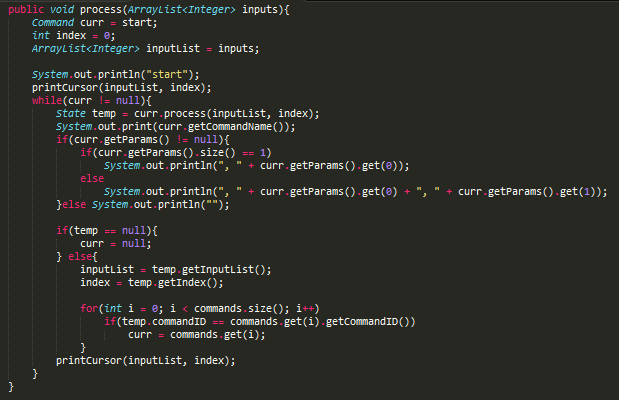 public void process(ArrayList<Integer> inputs){
Command curr = start;
int index = 0;
ArrayList<Integer> inputList = inputs;
System.out.println("start");
printCursor(inputList, index);
while(curr != null){
State temp = curr.process(inputList, index);
System.out.print(curr.getCommandName());
if(curr.getParams() != null){
if(curr.getParams().size() == 1)
System.out.println(", " + curr.getParams().get(0));
else
System.out.println(", " + curr.getParams().get(0) + ", " + curr.getParams().get(1));
}else System.out.println("");
if(temp == null){
curr = null;
} else{
inputList = temp.getInputList();
index = temp.getIndex();
for(int i = 0; i < commands.size(); i++)
if(temp.commandID == commands.get(i).getCommandID())
curr = commands.get(i);
}
printCursor(inputList, index);
}
}